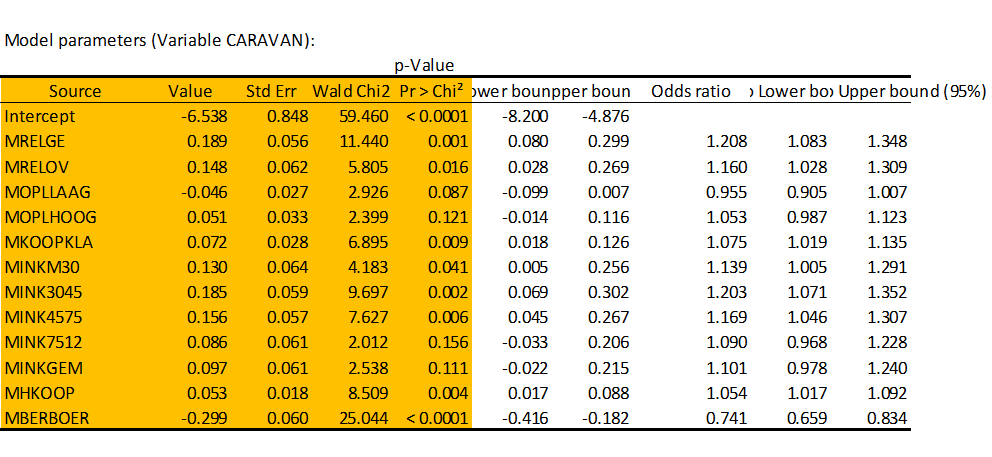 Model parameters (Variable CARAVAN):
p-Value
Source Value Std Err Wald Chi2 Pr > Chi² ower boun pper boun Odds ratio Lower bo Upper bound (95%)
Intercept -6.538 0.848 59.460 < 0.0001 -8.200 -4.876
MRELGE 0.189 0.056 11.440 0.001 0.080 0.299 1.208 1.083 1.348
MRELOV 0.148 0.062 5.805 0.016 0.028 0.269 1.160 1.028 1.309
MOPLLAAG -0.046 0.027 2.926 0.087 -0.099 0.007 0.955 0.905 1.007
MOPLHOOG 0.051 0.033 2.399 0.121 -0.014 0.116 1.053 0.987 1.123
MKOOPKLA 0.072 0.028 6.895 0.009 0.018 0.126 1.075 1.019 1.135
MINKM30 0.130 0.064 4.183 0.041 0.005 0.256 1.139 1.005 1.291
MINK3045 0.185 0.059 9.697 0.002 0.069 0.302 1.203 1.071 1.352
MINK4575 0.156 0.057 7.627 0.006 0.045 0.267 1.169 1.046 1.307
MINK7512 0.086 0.061 2.012 0.156 -0.033 0.206 1.090 0.968 1.228
MINKGEM 0.097 0.061 2.538 0.111 -0.022 0.215 1.101 0.978 1.240
MHKOOP 0.053 0.018 8.509 0.004 0.017 0.088 1.054 1.017 1.092
MBERBOER -0.299 0.060 25.044 < 0.0001 -0.416 -0.182 0.741 0.659 0.834